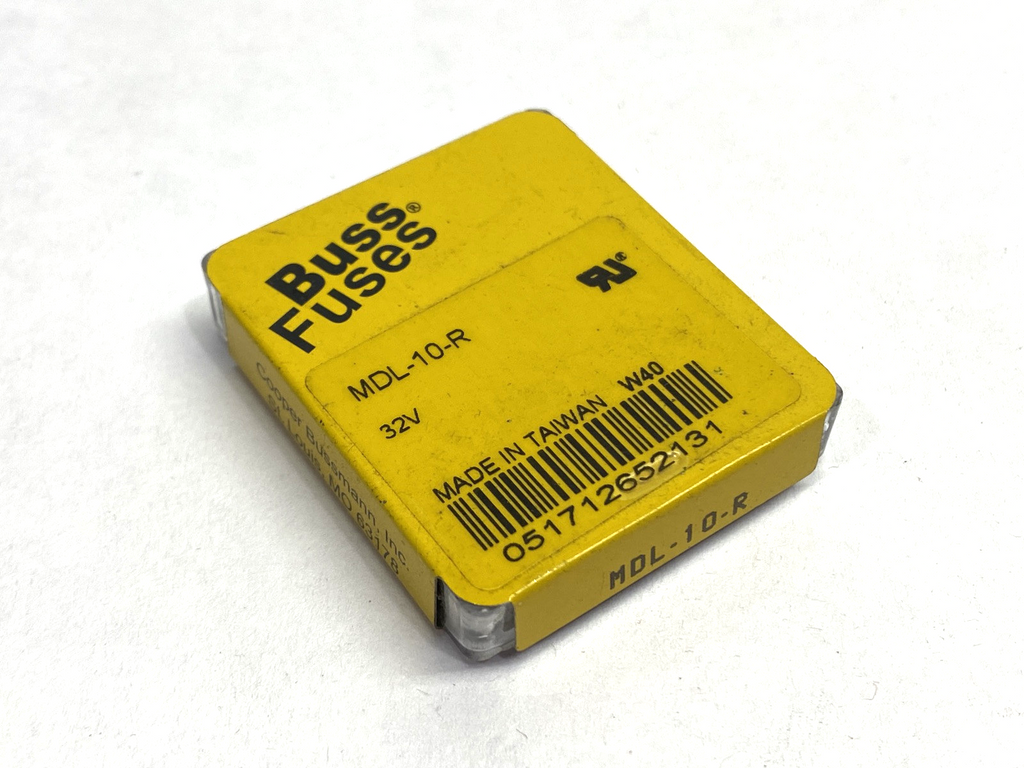 Buss®
Fuses
RU®
MDL-10-R
32V
MADE IN TAIWAN W40
051712652131
MDL-10-R
Cooper Bussmann, Inc.
St. Louis, MO 63178